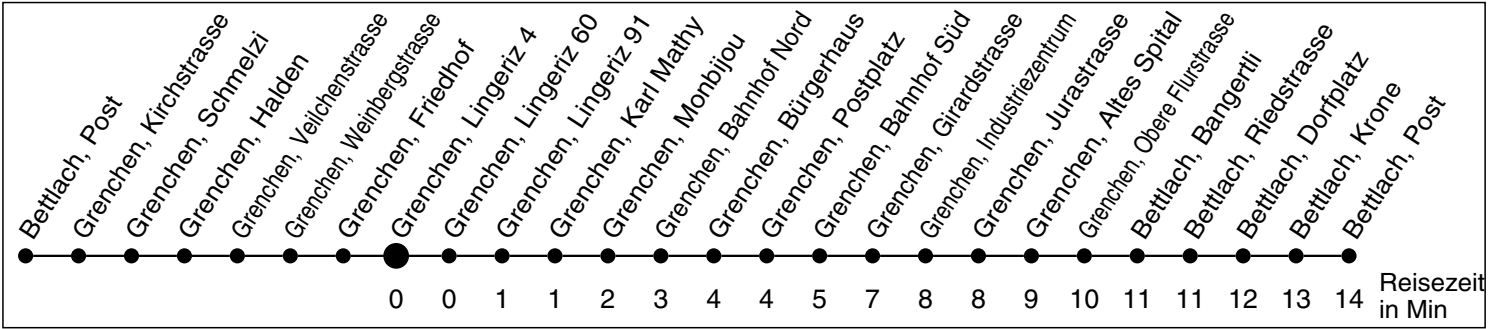 Bettlach, Post
Grenchen, Kirchstrasse
Grenchen, Schmelzi
Grenchen, Halden
Grenchen, Veilchenstrasse
Grenchen, Weinbergstrasse
Grenchen, Friedhof
Grenchen, Lingeriz 4
Grenchen, Lingeriz 60
Grenchen, Lingeriz 91
Grenchen, Karl Mathy
Grenchen, Monbijou
Grenchen, Bahnhof Nord
Grenchen, Bürgerhaus
Grenchen, Postplatz
Grenchen, Bahnhof Süd
Grenchen, Girardstrasse
Grenchen, Industriezentrum
Grenchen, Jurastrasse
Grenchen, Altes Spital
Grenchen, Obere Flurstrasse
Bettlach, Bangertli
Bettlach, Riedstrasse
Bettlach, Dorfplatz
Bettlach, Krone
Bettlach, Post
0 0 1 1 2 3 4 4 5 7 8 8 9 10 11 11 12 13 14
Reisezeit
in Min